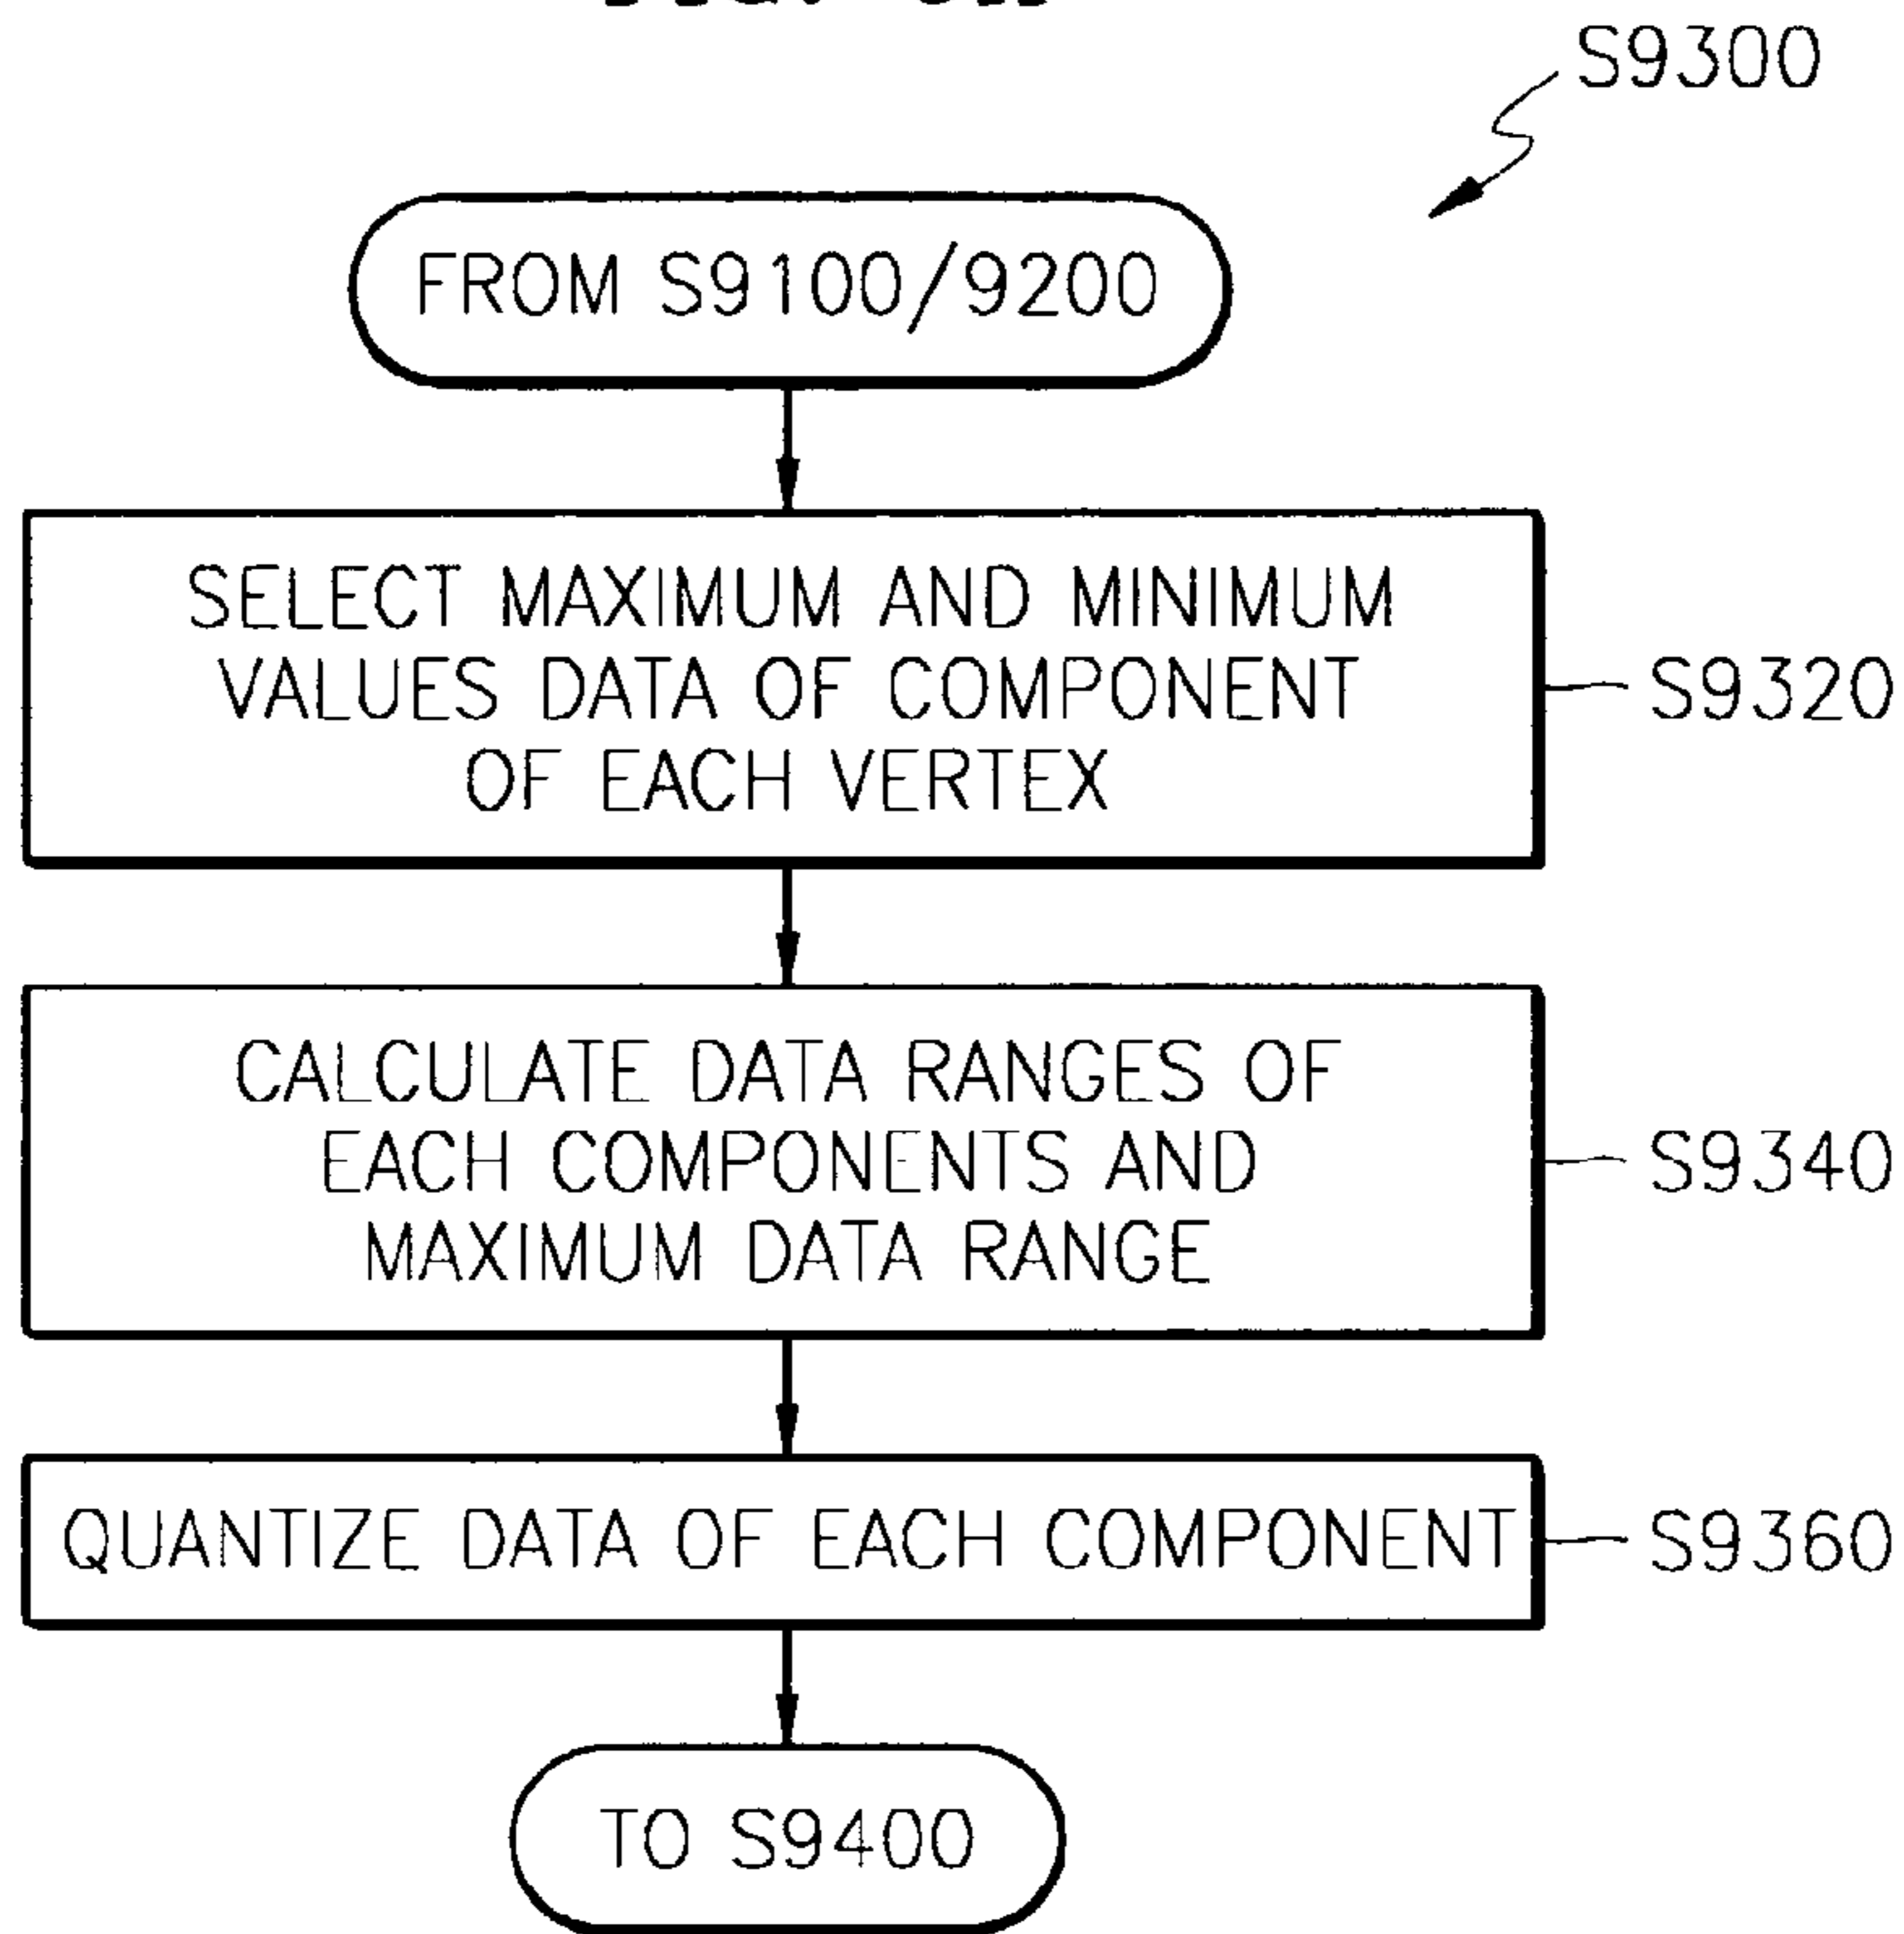 S9300
FROM S9100/9200
SELECT MAXIMUM AND MINIMUM
VALUES DATA OF COMPONENT
OF EACH VERTEX
S9320
CALCULATE DATA RANGES OF
EACH COMPONENTS AND
MAXIMUM DATA RANGE
S9340
QUANTIZE DATA OF EACH COMPONENT
S9360
TO S9400